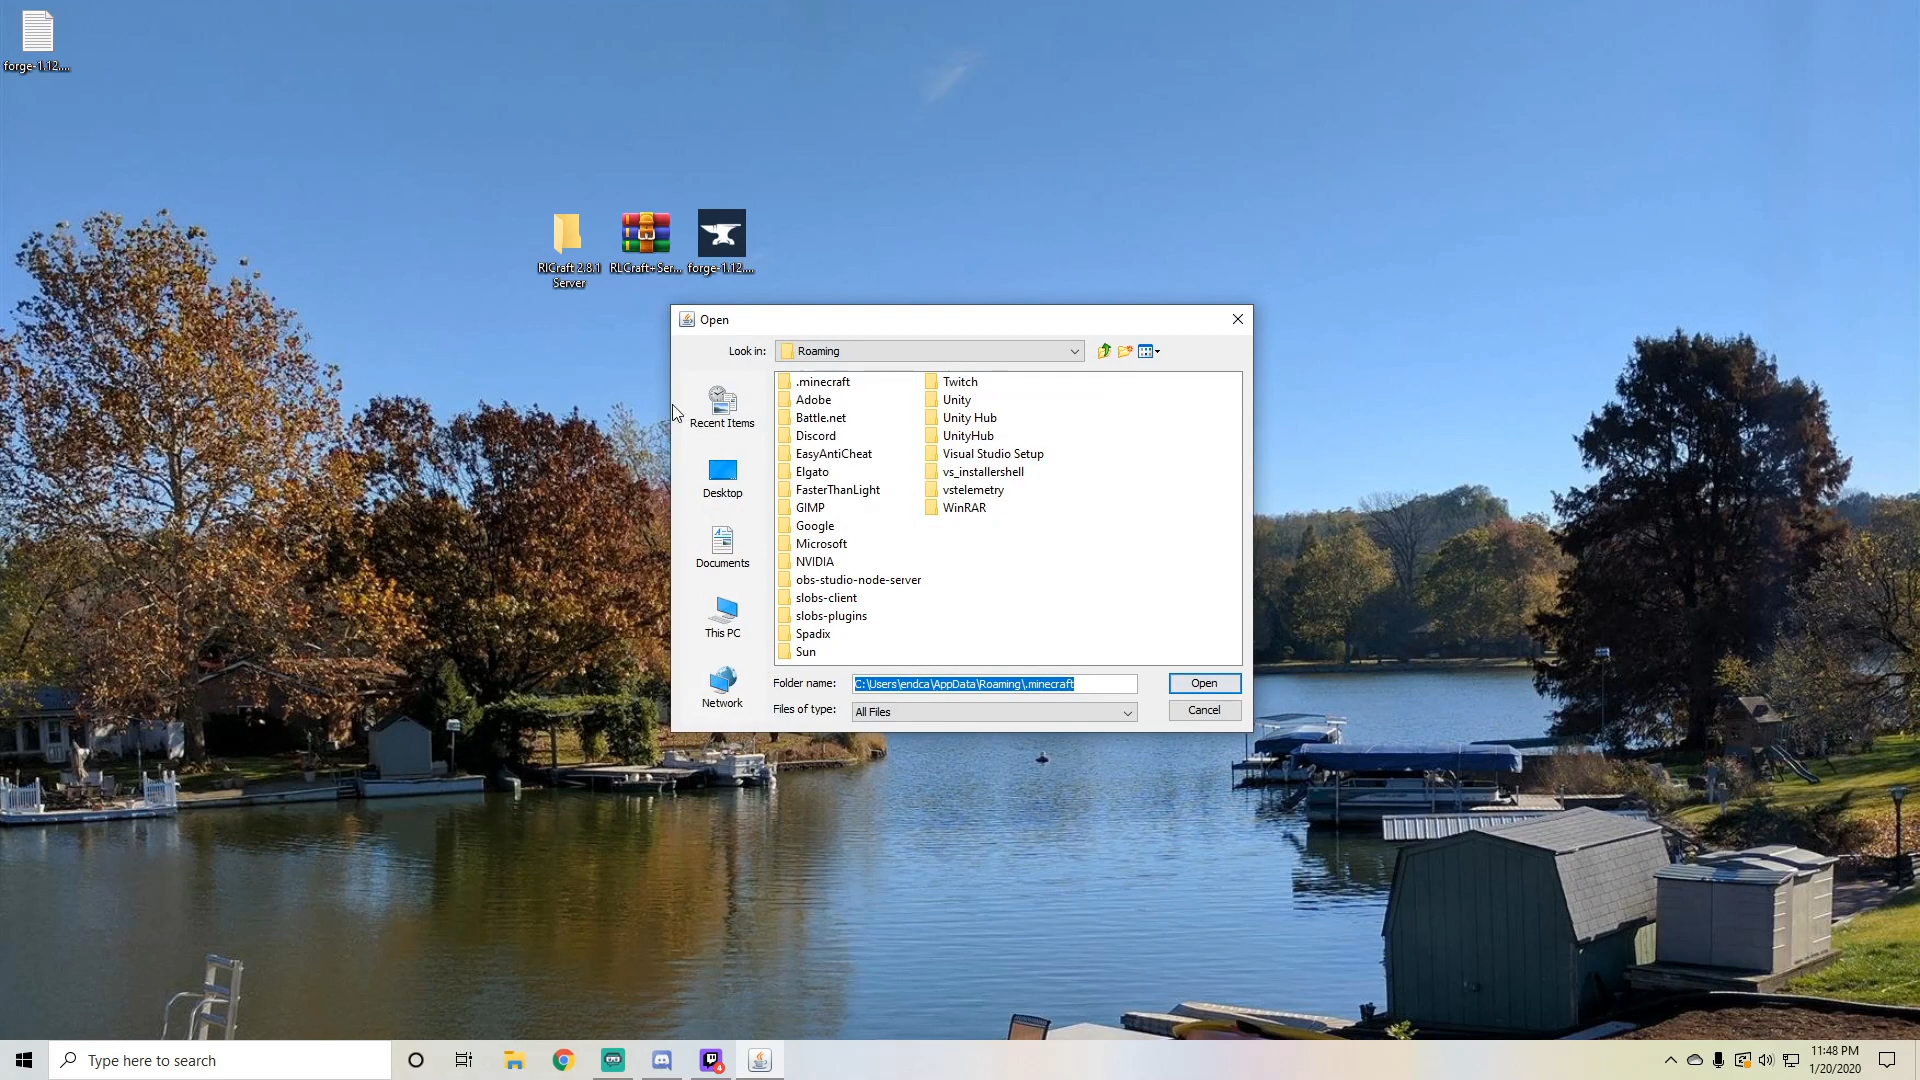 forge-1.12....
RlCraft 2.8.1
Server
RLCraft+Ser...
forge-1.12....
Open
Look in:
Roaming
Recent Items
Desktop
Documents
This PC
Network
.minecraft
Adobe
Battle.net
Discord
EasyAntiCheat
Elgato
FasterThanLight
GIMP
Google
Microsoft
NVIDIA
obs-studio-node-server
slobs-client
slobs-plugins
Spadix
Sun
Twitch
Unity
Unity Hub
UnityHub
Visual Studio Setup
vs_installershell
vstelemetry
WinRAR
Folder name:
C:\Users\endca\AppData\Roaming\.minecraft
Open
Files of type:
All Files
Cancel
Type here to search
4
11:48 PM
1/20/2020